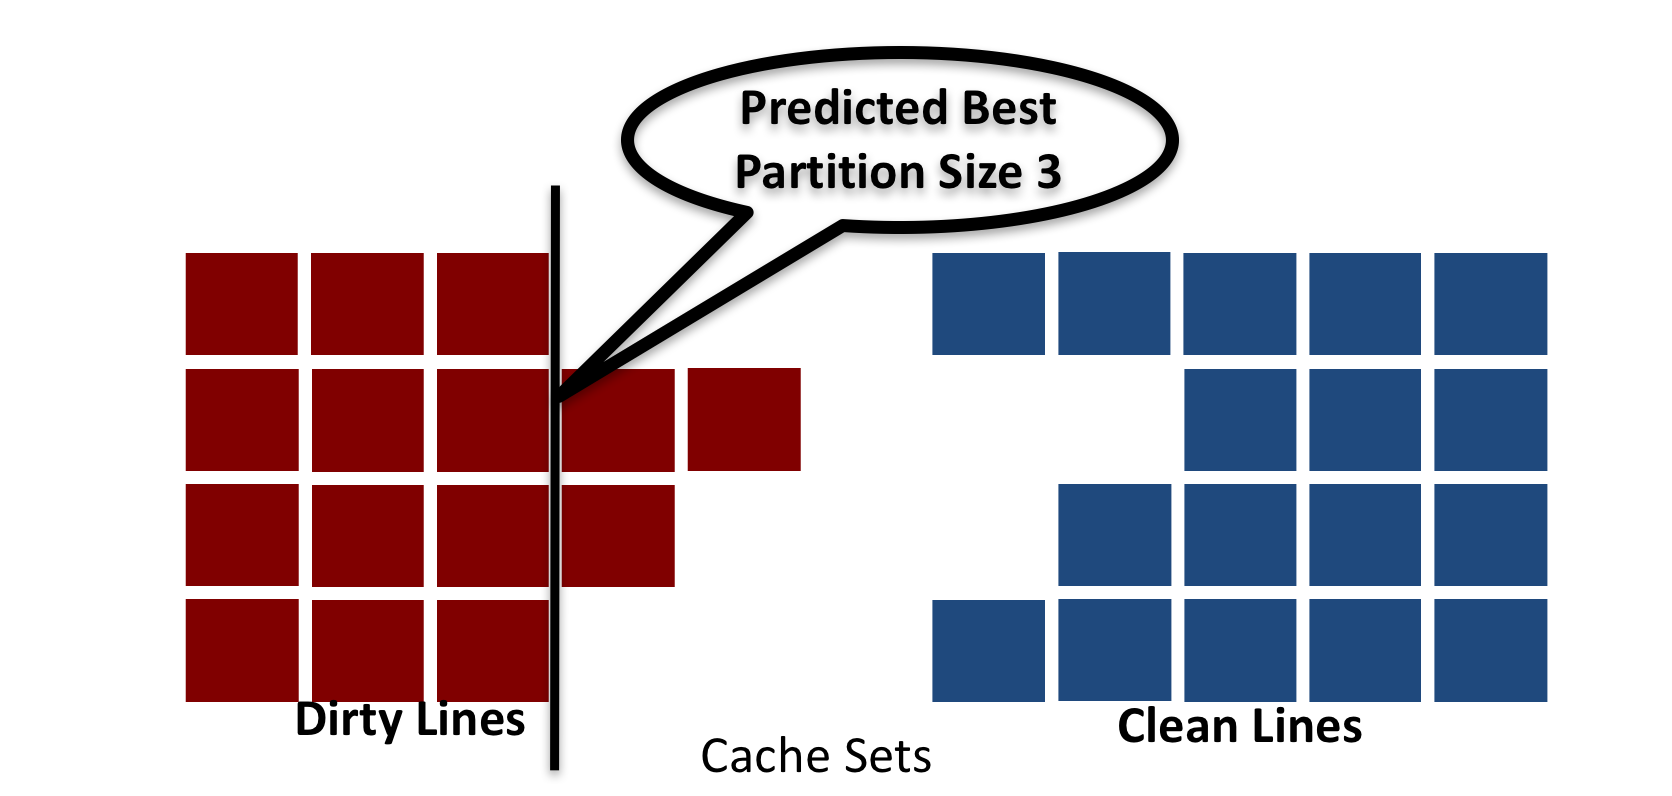 Predicted Best
Partition Size 3
Dirty Lines
Clean Lines
Cache Sets